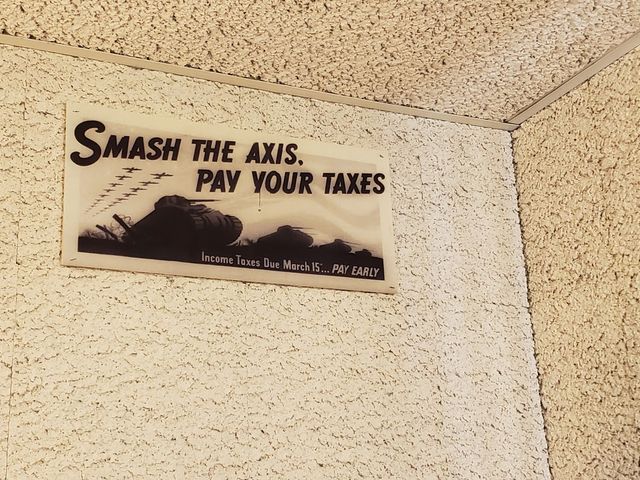 SMASH THE AXIS.
PAY YOUR TAXES
Income Taxes Due March 15... PAY EARLY